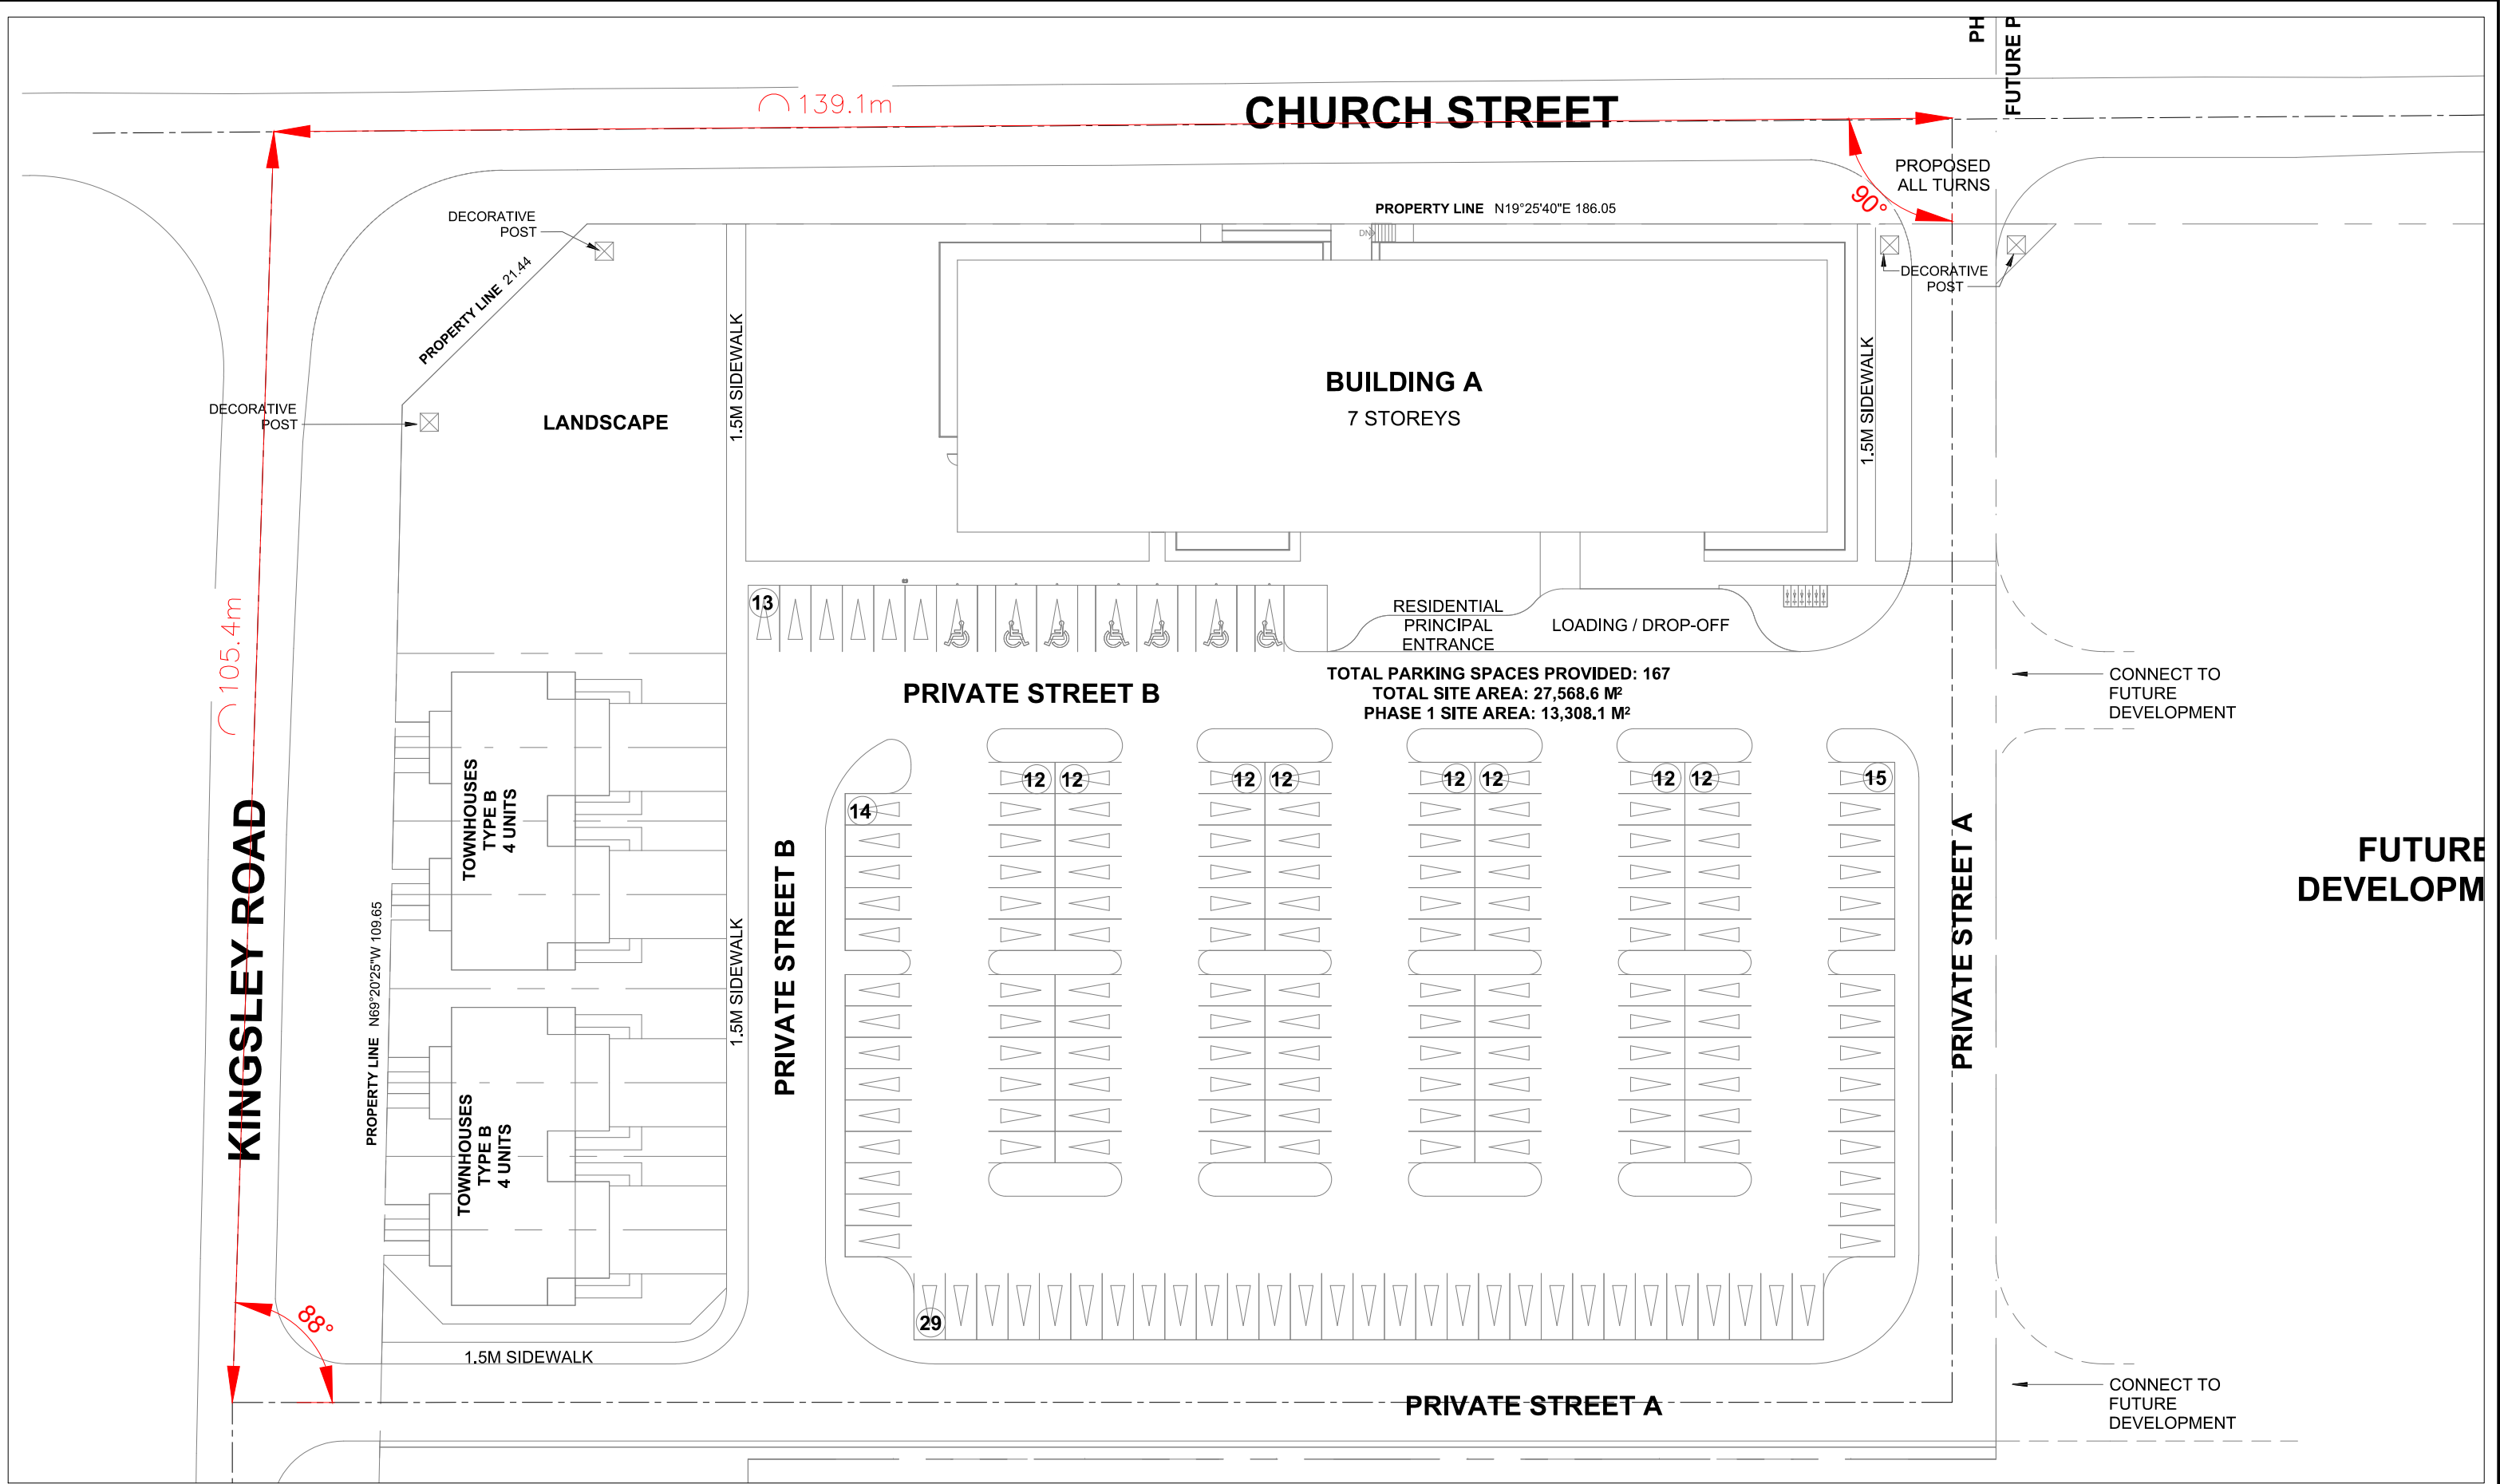 PH
FUTURE P
139.1m
CHURCH STREET
PROPOSED
ALL TURNS
90°
PROPERTY LINE N19°25'40"E 186.05
DECORATIVE
POST
DN
PROPERTY LINE 21.44
DECORATIVE
POST
1.5M SIDEWALK
1.5M SIDEWALK
BUILDING A
7 STOREYS
DECORATIVE
POST
LANDSCAPE
13
RESIDENTIAL
PRINCIPAL
ENTRANCE
LOADING / DROP-OFF
105.4m
TOTAL PARKING SPACES PROVIDED: 167
TOTAL SITE AREA: 27,568.6 M²
PHASE 1 SITE AREA: 13,308.1 M²
PRIVATE STREET B
CONNECT TO
FUTURE
DEVELOPMENT
TOWNHOUSES
TYPE B
4 UNITS
12 12
12 12
12 12
12 12
15
14
KINGSLEY ROAD
PRIVATE STREET B
PRIVATE STREET A
FUTURE
DEVELOPM
PROPERTY LINE N69°20'25"W 109.65
1.5M SIDEWALK
TOWNHOUSES
TYPE B
4 UNITS
88°
29
1.5M SIDEWALK
PRIVATE STREET A
CONNECT TO
FUTURE
DEVELOPMENT